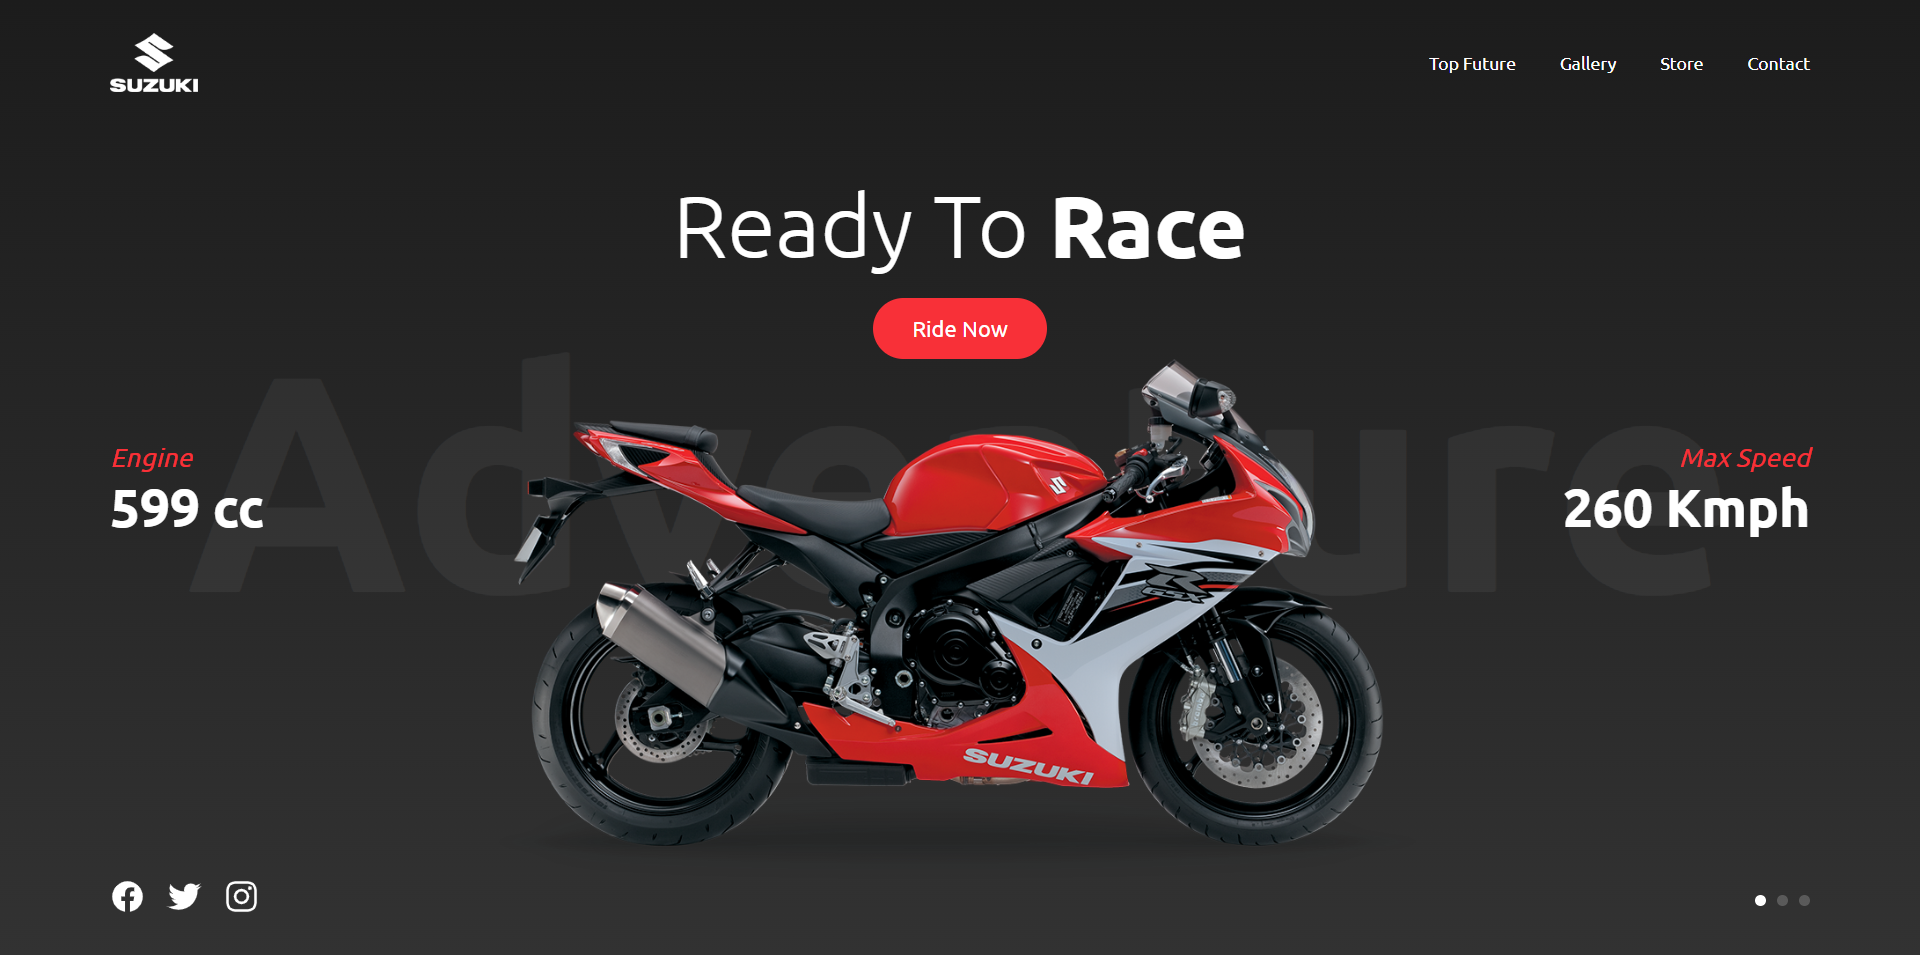 SUZUKI
Top Future Gallery Store Contact
Ready To Race
Ride Now
Adventure
Engine
599 cc
Max Speed
260 Kmph
R
GSX
SUZUKI